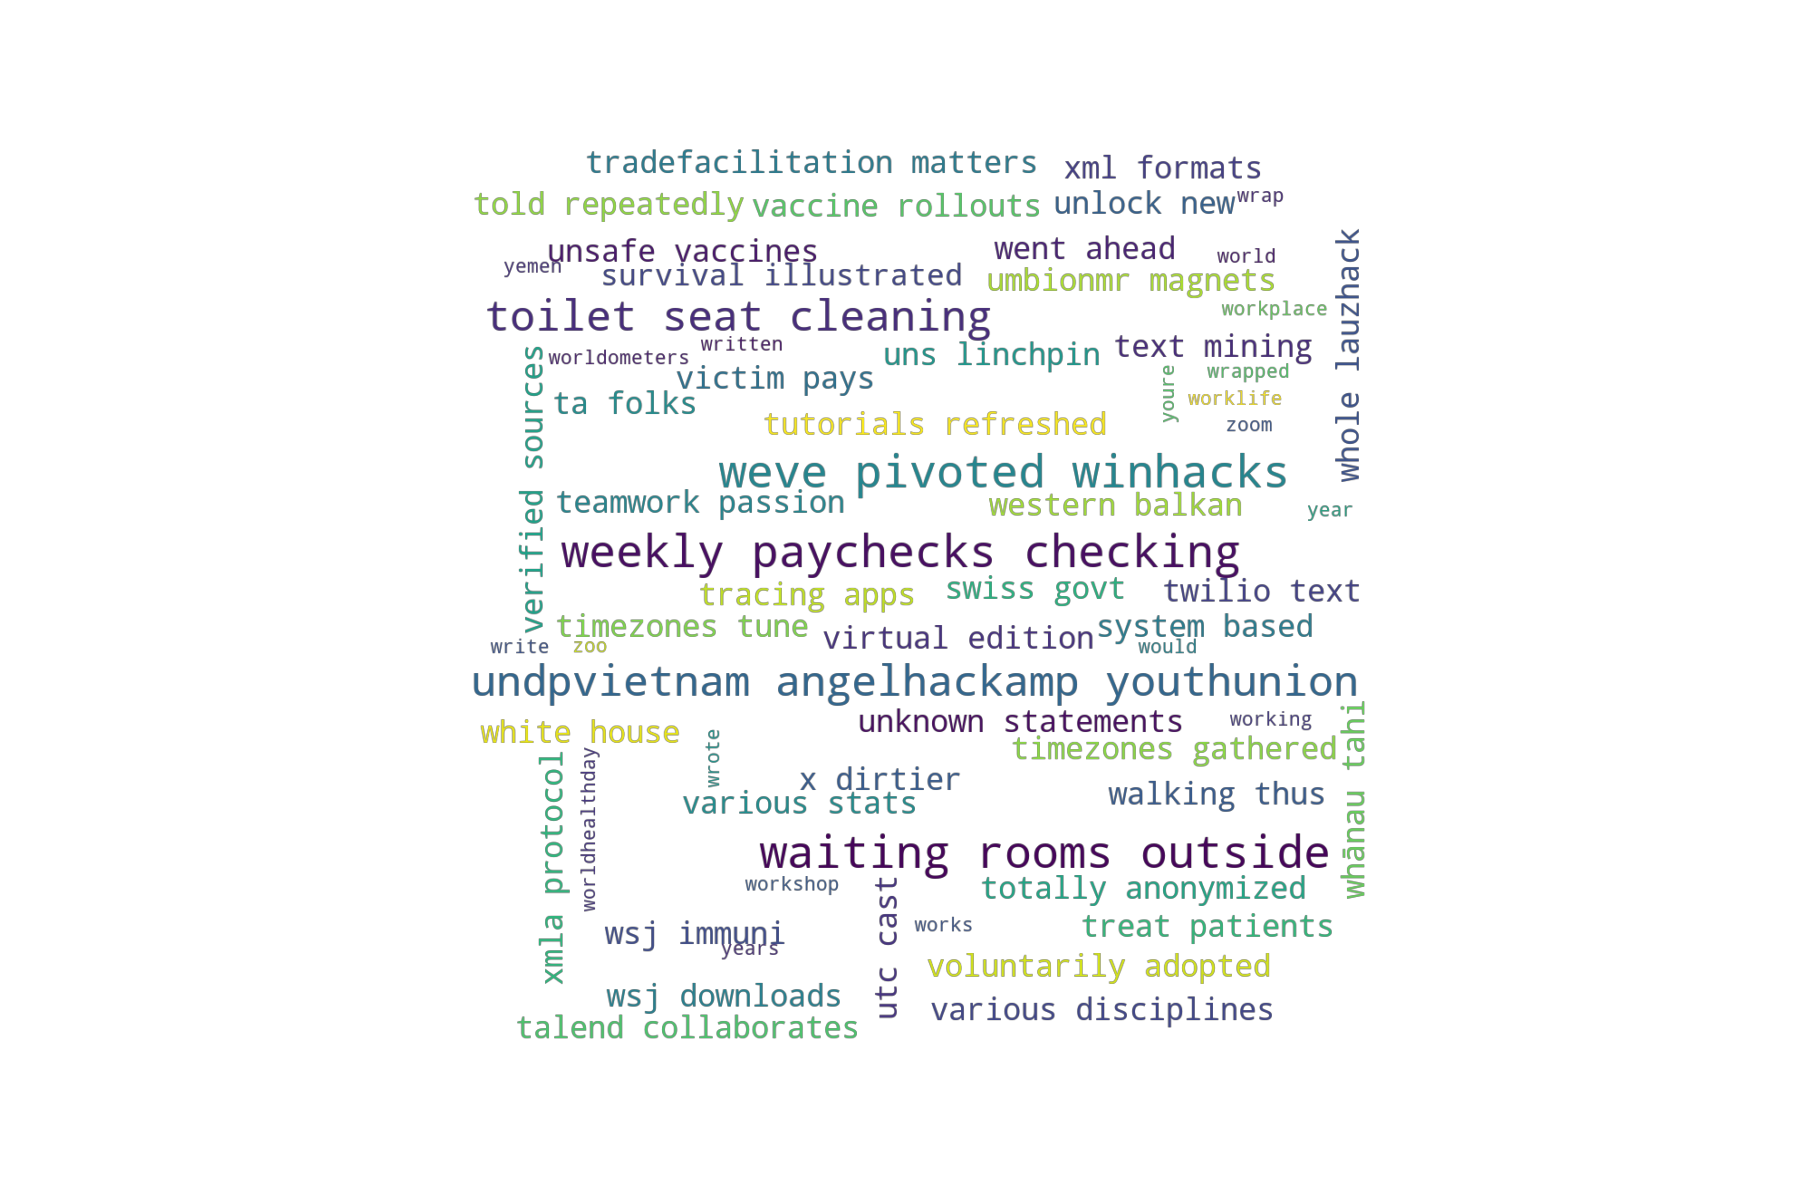 tradefacilitation matters
xml formats
told repeatedly
vaccine rollouts
unlock new
wrap
unsafe vaccines
went ahead
world
yemen
survival illustrated
umbionmr magnets
whole lauzhack
toilet seat cleaning
workplace
written
worldometers
uns linchpin
text mining
verified sources
victim pays
youre
wrapped
ta folks
worklife
tutorials refreshed
zoom
weve pivoted winhacks
teamwork passion
western balkan
year
weekly paychecks checking
tracing apps
swiss govt
twilio text
timezones tune
virtual edition
system based
write
zoo
would
undpvietnam angelhackamp youthunion
white house
unknown statements
working
whānau tahi
wrote
timezones gathered
xmla protocol
worldhealthday
x dirtier
various stats
walking thus
waiting rooms outside
workshop
utc cast
totally anonymized
wsj immuni
years
works
treat patients
voluntarily adopted
wsj downloads
various disciplines
talend collaborates